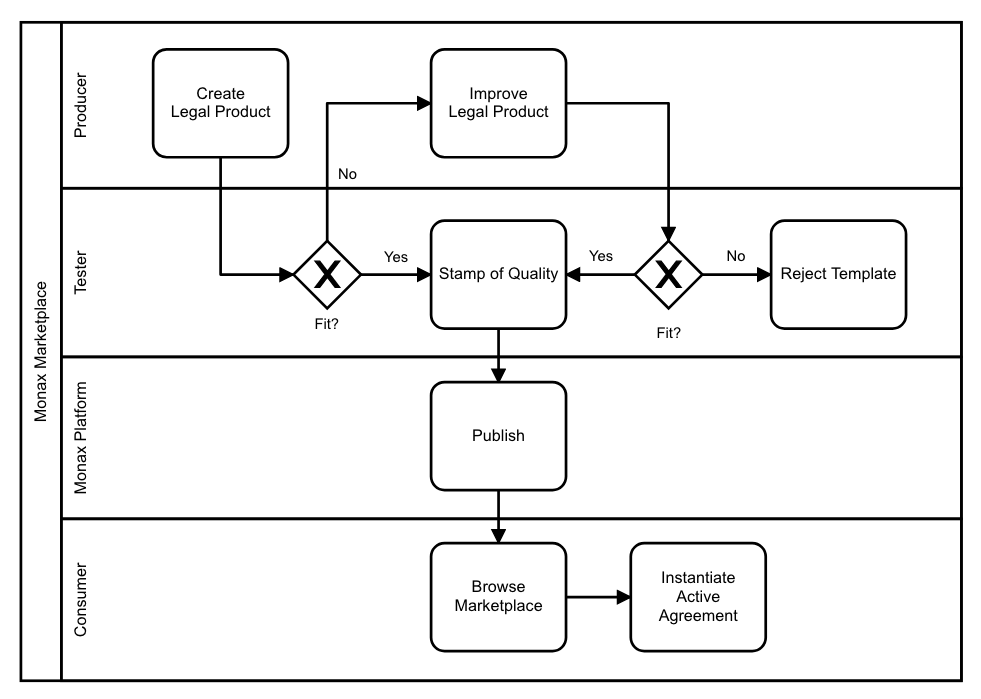 Monax Marketplace
Producer
Create
Legal Product
Improve
Legal Product
No
Tester
Fit?
Yes
Stamp of Quality
Yes
Fit?
No
Reject Template
Monax Platform
Publish
Consumer
Browse
Marketplace
Instantiate
Active
Agreement